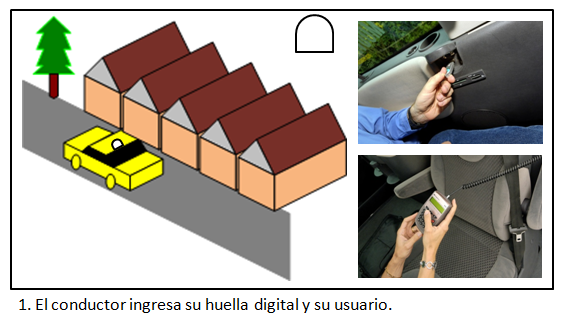 1. El conductor ingresa su huella digital y su usuario.